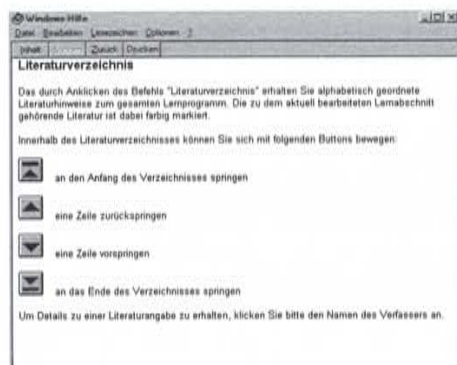 Windows Hilfe
Datei Bearbeiten Lesezeichen Optionen ?
Inhalt Zurück Drucken
Literaturverzeichnis
Das durch Anklicken des Befehls "Literaturverzeichnis" erhalten Sie alphabetisch geordnete
Literaturhinweise zum gesamten Lernprogramm. Die zu dem aktuell bearbeiteten Lernabschnitt
gehörende Literatur ist dabei farbig markiert.
Innerhalb des Literaturverzeichnisses können Sie sich mit folgenden Buttons bewegen:
an den Anfang des Verzeichnisses springen
eine Zeile zurückspringen
eine Zeile vorspringen
an das Ende des Verzeichnisses springen
Um Details zu einer Literaturangabe zu erhalten, klicken Sie bitte den Namen des Verfassers an.